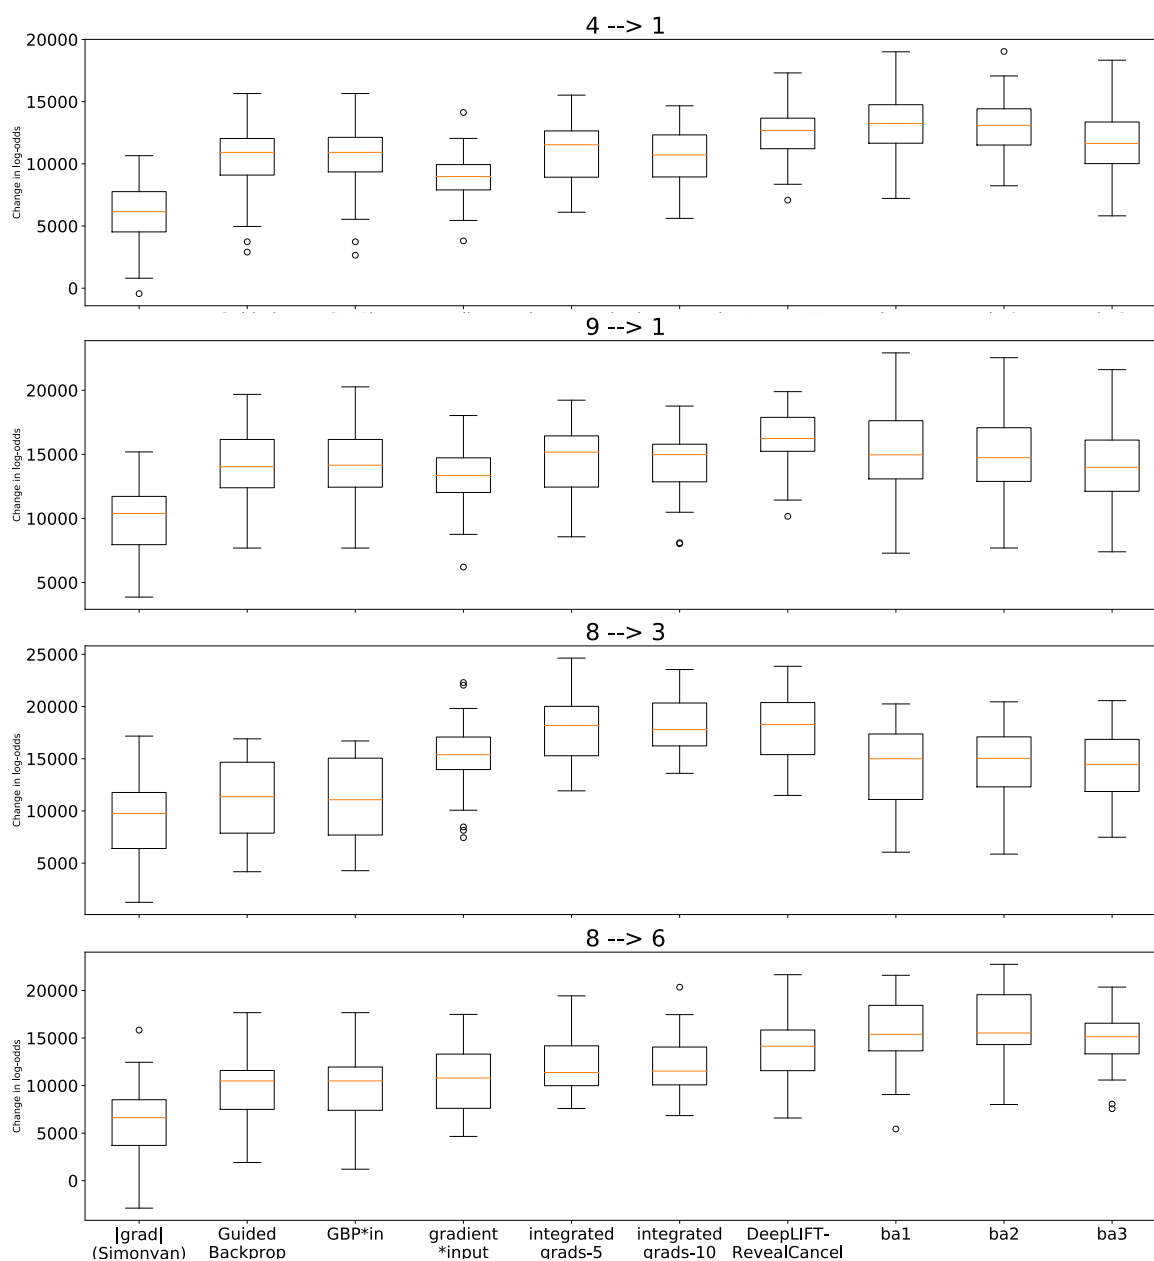 4 --> 1
20000
15000
10000
5000
0
Change in log-odds
9 --> 1
20000
15000
10000
5000
Change in log-odds
8 --> 3
25000
20000
15000
10000
5000
Change in log-odds
8 --> 6
20000
15000
10000
5000
0
Change in log-odds
|grad| Guided GBP*in gradient integrated integrated DeepLIFT- ba1 ba2 ba3
(Simonyan) Backprop *input grads-5 grads-10 RevealCancel